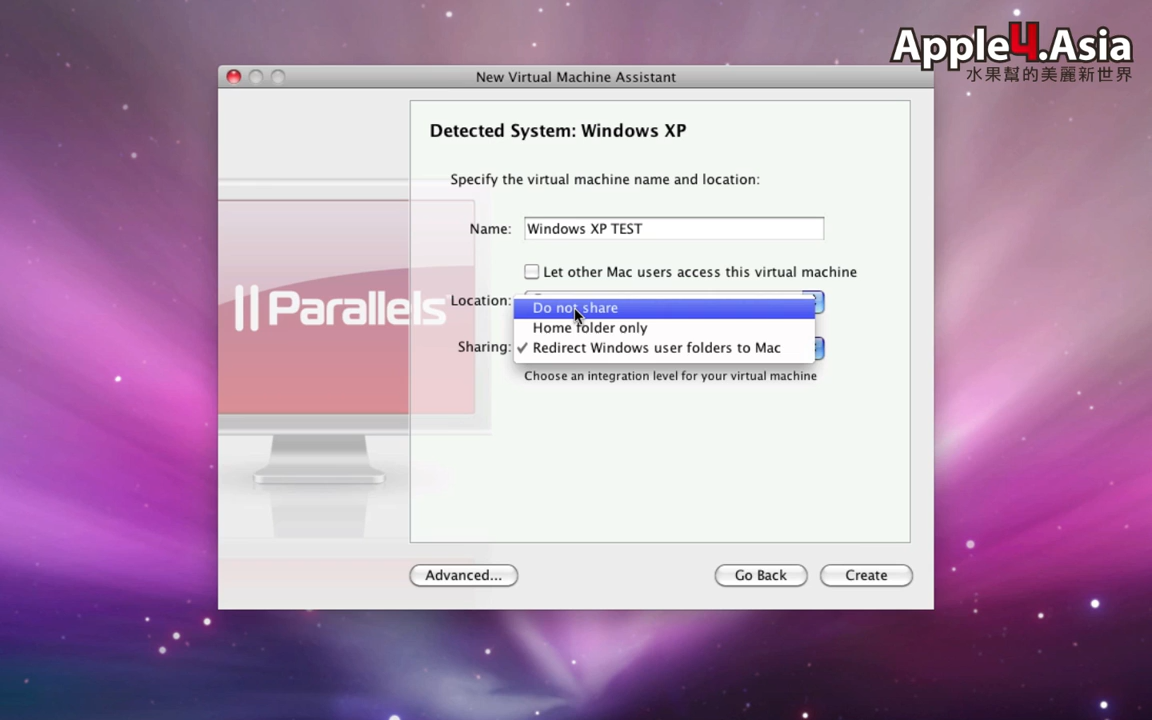 Apple4.Asia
水果幫的美麗新世界
New Virtual Machine Assistant
Detected System: Windows XP
Specify the virtual machine name and location:
Name: Windows XP TEST
Let other Mac users access this virtual machine
Location:
Do not share
Home folder only
Sharing: ✓ Redirect Windows user folders to Mac
Choose an integration level for your virtual machine
Parallels
Advanced...
Go Back
Create